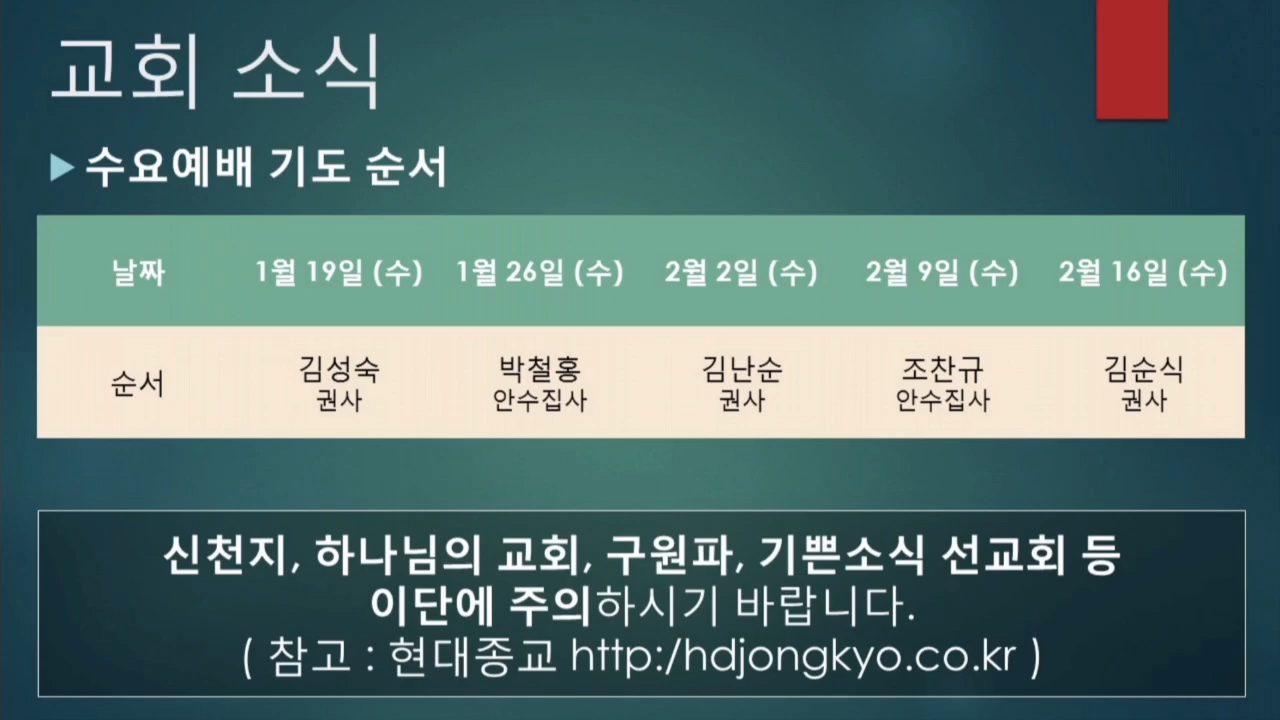 교회 소식
수요예배 기도 순서
날짜 1월 19일 (수) 1월 26일 (수) 2월 2일 (수) 2월 9일 (수) 2월 16일 (수)
순서 김성숙 박철홍 김난순 조찬규 김순식
권사 안수집사 권사 안수집사 권사
신천지, 하나님의 교회, 구원파, 기쁜소식 선교회 등
이단에 주의하시기 바랍니다.
( 참고 : 현대종교 http:/hdjongkyo.co.kr )